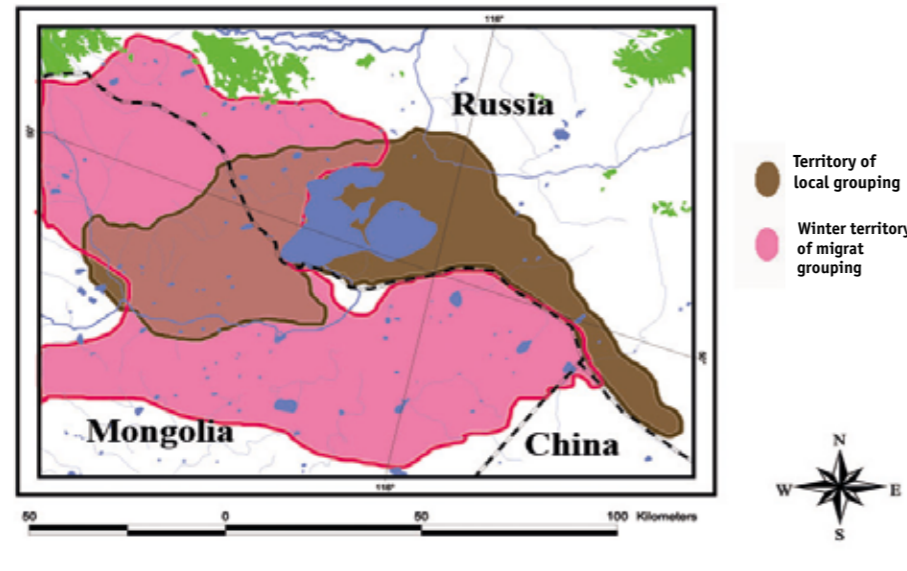 116°
Russia
50°
Territory of
local grouping
Winter territory
of migrat
grouping
Mongolia
China
116°
N
W
E
S
50
0
50
100 Kilometers